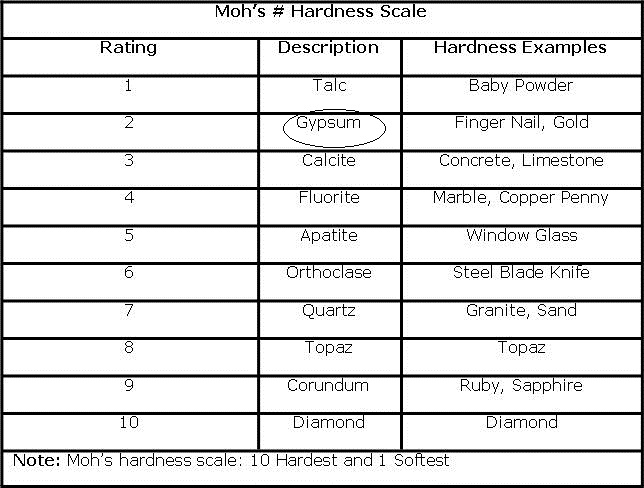 Moh's # Hardness Scale
Rating Description Hardness Examples
1 Talc Baby Powder
2 Gypsum Finger Nail, Gold
3 Calcite Concrete, Limestone
4 Fluorite Marble, Copper Penny
5 Apatite Window Glass
6 Orthoclase Steel Blade Knife
7 Quartz Granite, Sand
8 Topaz Topaz
9 Corundum Ruby, Sapphire
10 Diamond Diamond
Note: Moh's hardness scale: 10 Hardest and 1 Softest